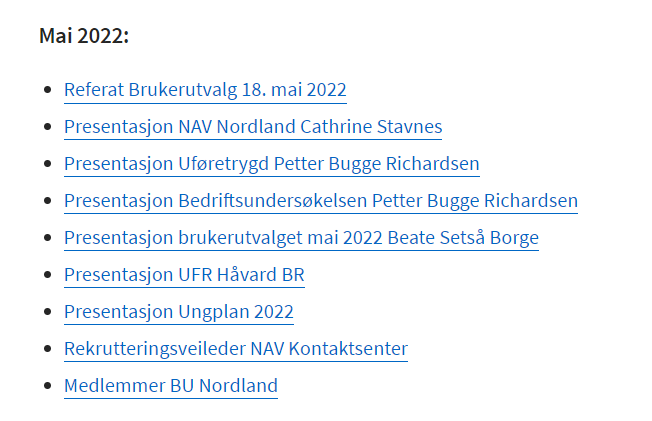 Mai 2022:
Referat Brukerutvalg 18. mai 2022
Presentasjon NAV Nordland Cathrine Stavnes
Presentasjon Uføretrygd Petter Bugge Richardsen
Presentasjon Bedriftsundersøkelsen Petter Bugge Richardsen
Presentasjon brukerutvalget mai 2022 Beate Setså Borge
Presentasjon UFR Håvard BR
Presentasjon Ungplan 2022
Rekrutteringsveileder NAV Kontaktsenter
Medlemmer BU Nordland